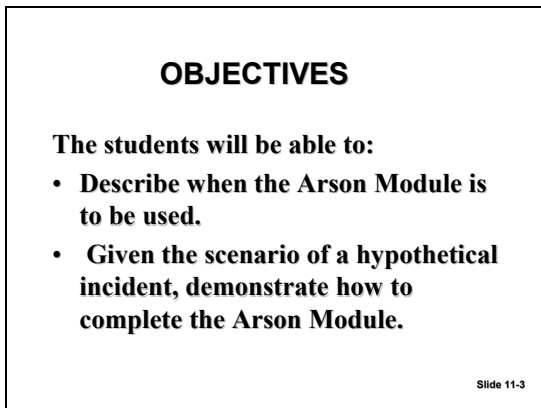 OBJECTIVES
The students will be able to:
• Describe when the Arson Module is
to be used.
• Given the scenario of a hypothetical
incident, demonstrate how to
complete the Arson Module.
Slide 11-3